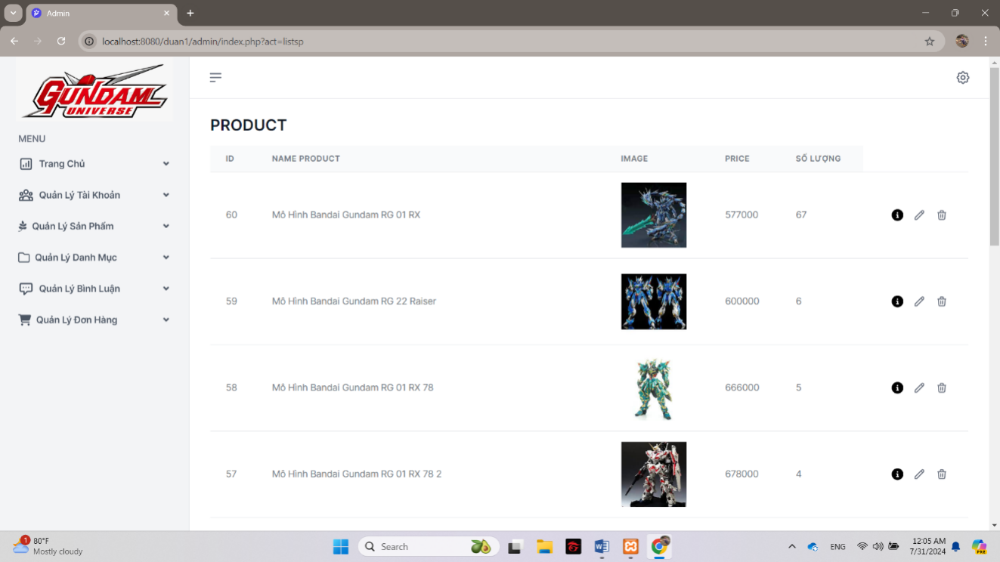 Admin
localhost:8080/duan1/admin/index.php?act=listsp
GUNDAM
UNIVERSE
MENU
Trang Chủ
Quản Lý Tài Khoản
Quản Lý Sản Phẩm
Quản Lý Danh Mục
Quản Lý Bình Luận
Quản Lý Đơn Hàng
PRODUCT
ID NAME PRODUCT IMAGE PRICE SỐ LƯỢNG
60 Mô Hình Bandai Gundam RG 01 RX 577000 67
59 Mô Hình Bandai Gundam RG 22 Raiser 600000 6
58 Mô Hình Bandai Gundam RG 01 RX 78 666000 5
57 Mô Hình Bandai Gundam RG 01 RX 78 2 678000 4
1
80°F
Mostly cloudy
Search
ENG
12:05 AM
7/31/2024
PRE